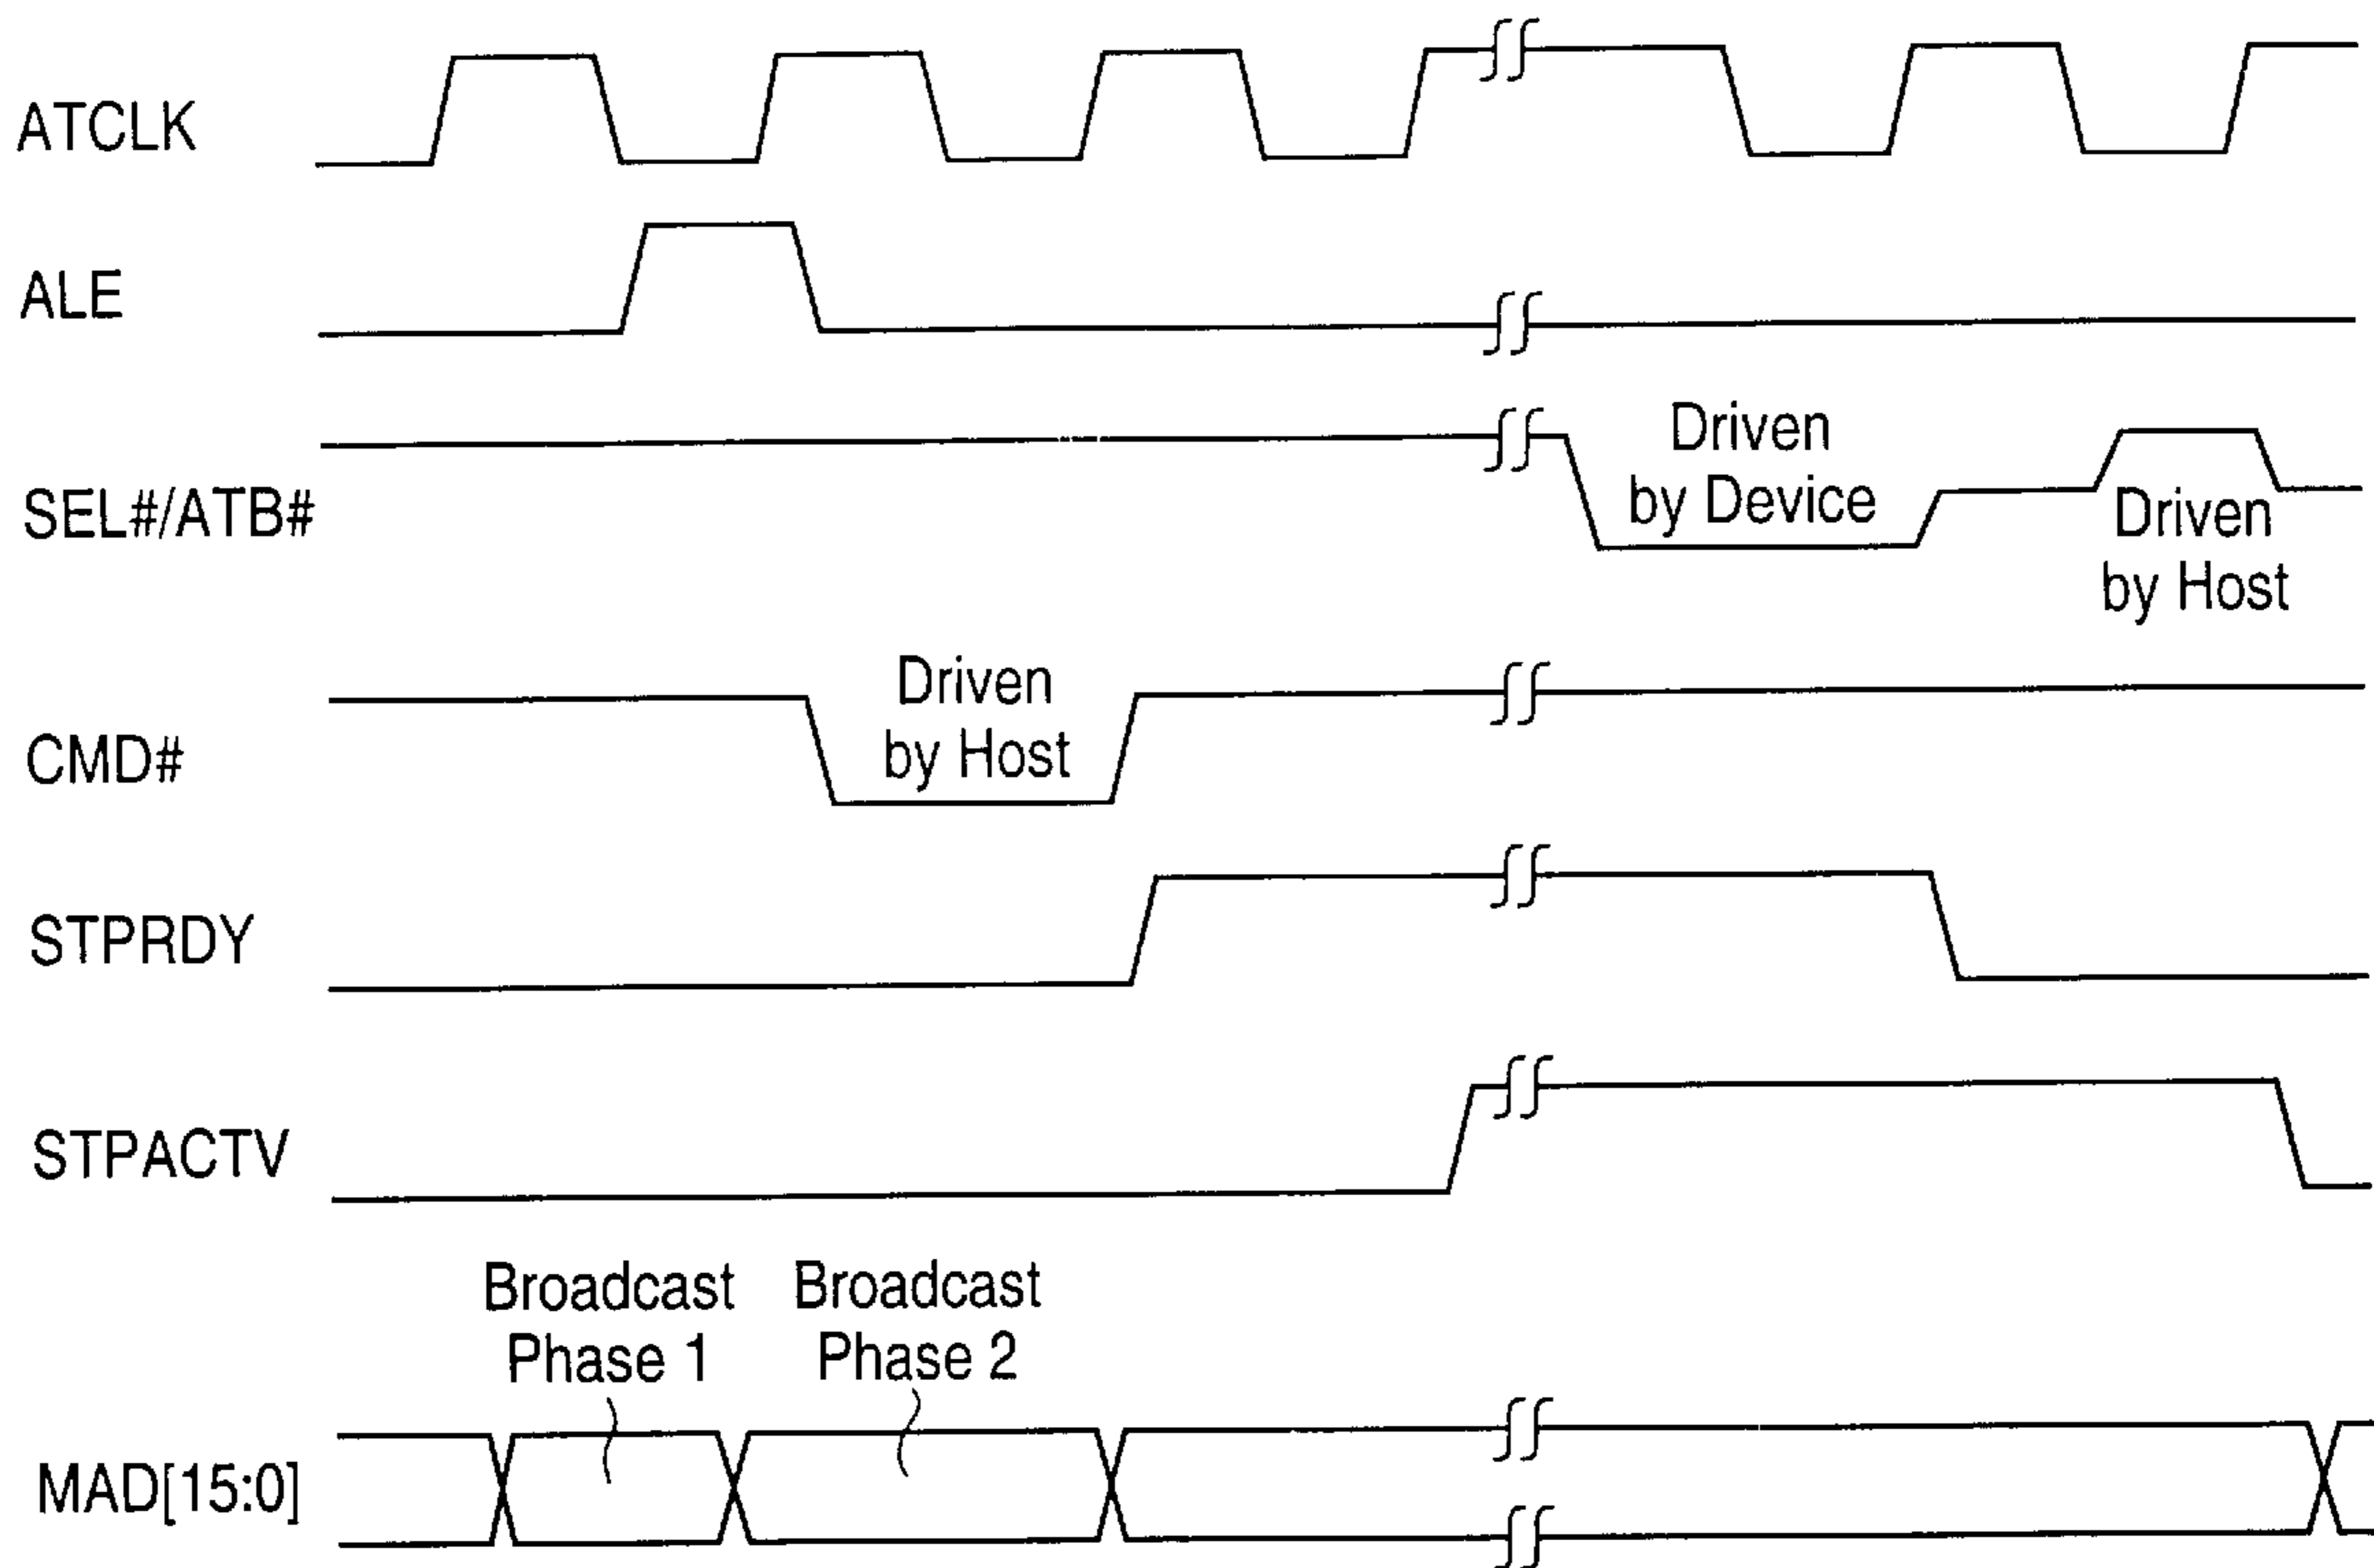 ATCLK
ALE
SEL#/ATB#
Driven
by Device
Driven
by Host
CMD#
Driven
by Host
STPRDY
STPACTV
Broadcast
Phase 1
Broadcast
Phase 2
MAD[15:0]